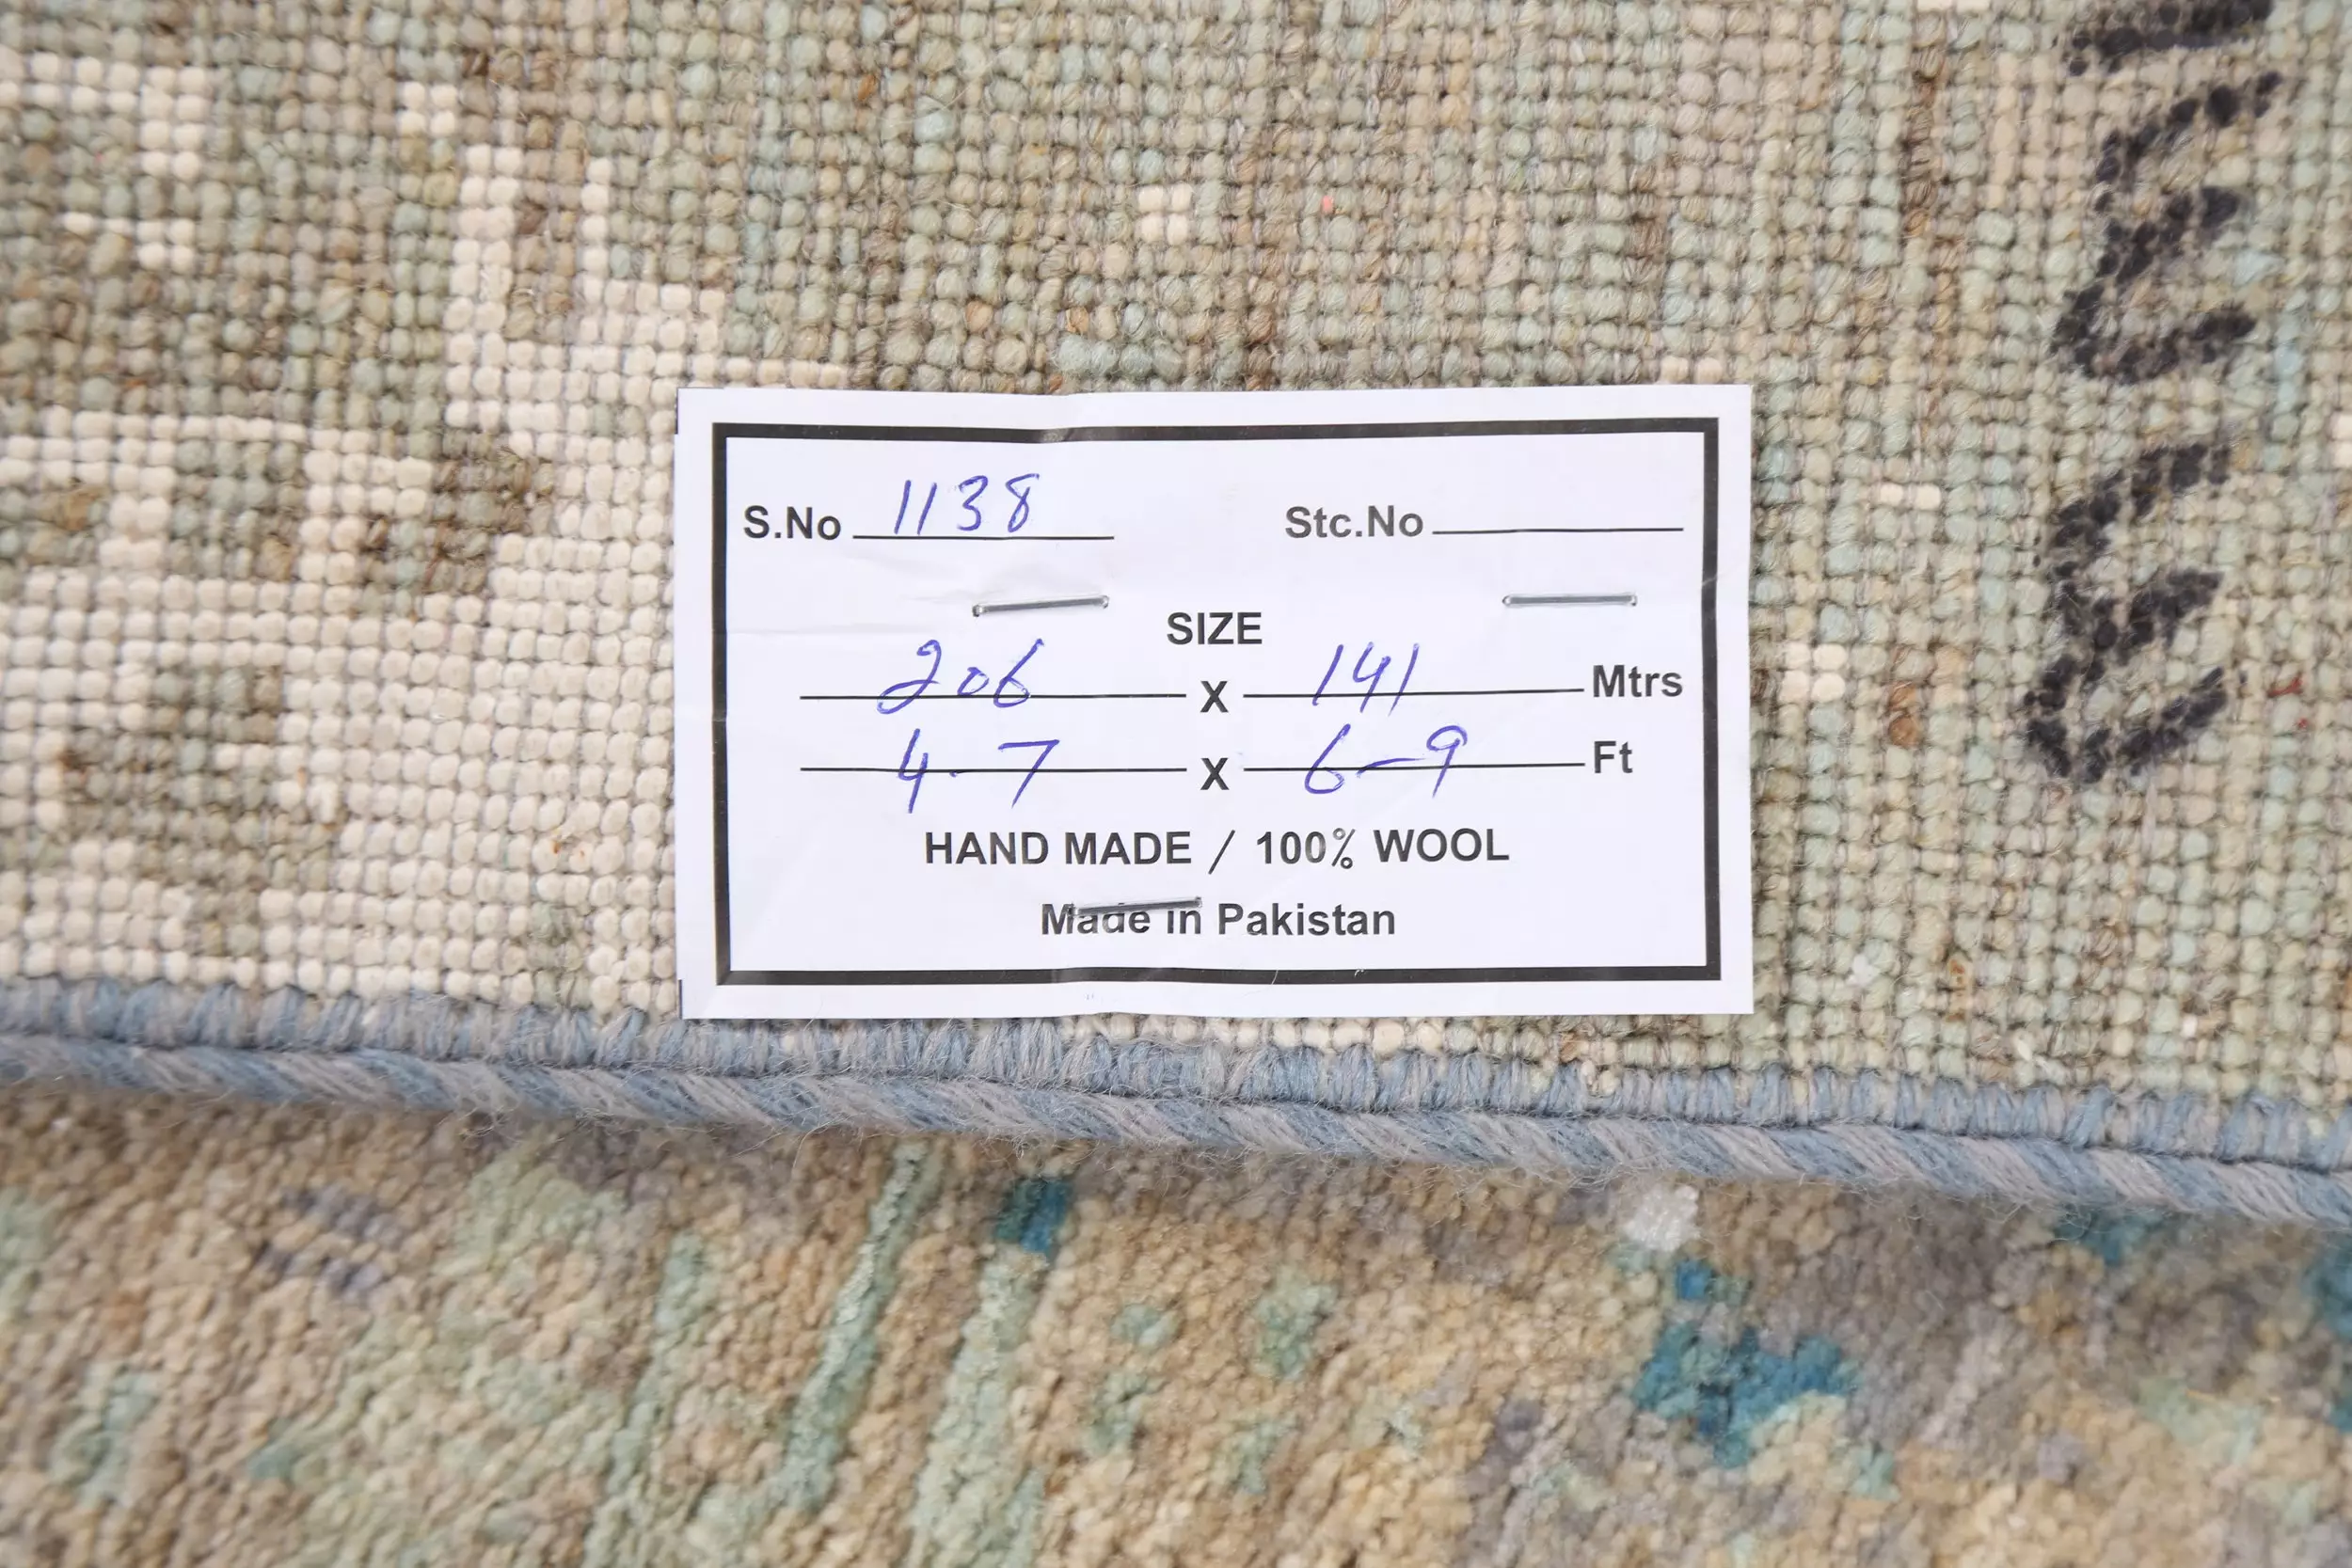 S.No 1138 Stc.No
SIZE
206 X 141 Mtrs
4-7 X 6-9 Ft
HAND MADE / 100% WOOL
Made in Pakistan